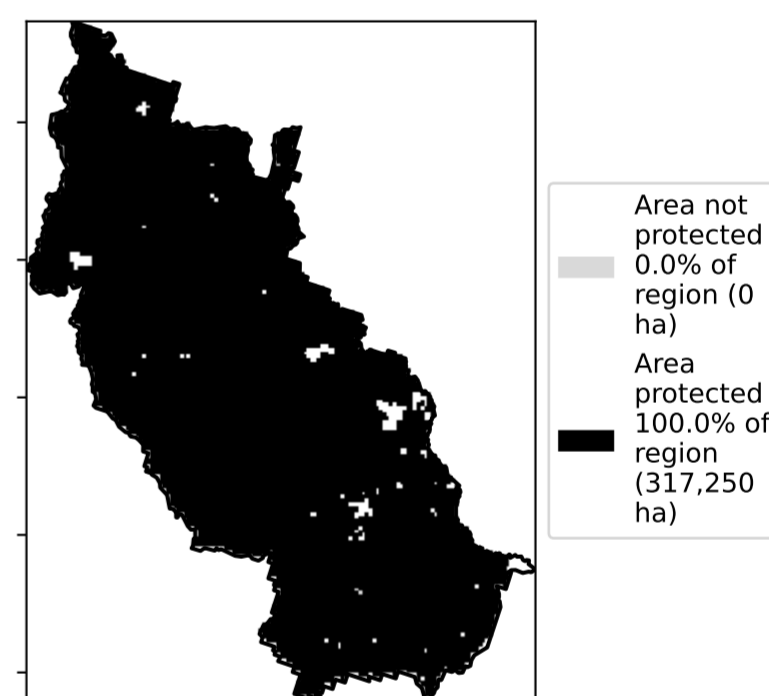 Area not
protected
0.0% of
region (0
ha)
Area
protected
100.0% of
region
(317,250
ha)